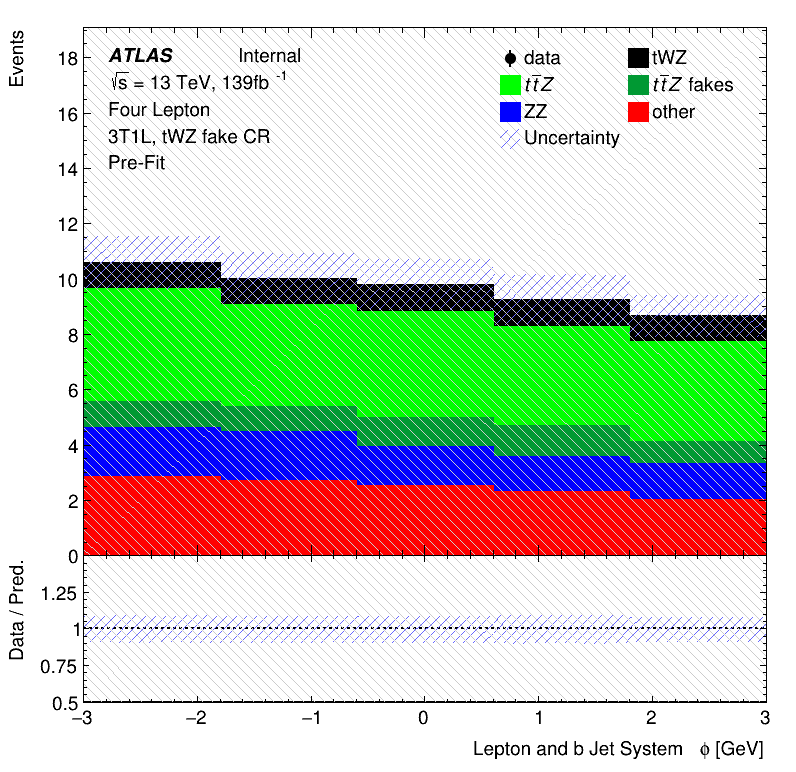 Events
18
16
14
12
10
8
6
4
2
0
ATLAS Internal
√s = 13 TeV, 139fb⁻¹
Four Lepton
3T1L, tWZ fake CR
Pre-Fit
data
tWZ
tt̄Z
tt̄Z fakes
ZZ
other
Uncertainty
Data / Pred.
1.25
1
0.75
0.5
−3 −2 −1 0 1 2 3
Lepton and b Jet System ϕ [GeV]